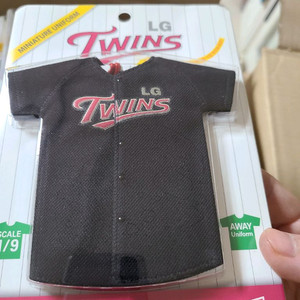 MINIATURE UNIFORM
LG
TWINS
LG
TWINS
SCALE
1/9
AWAY
Uniform